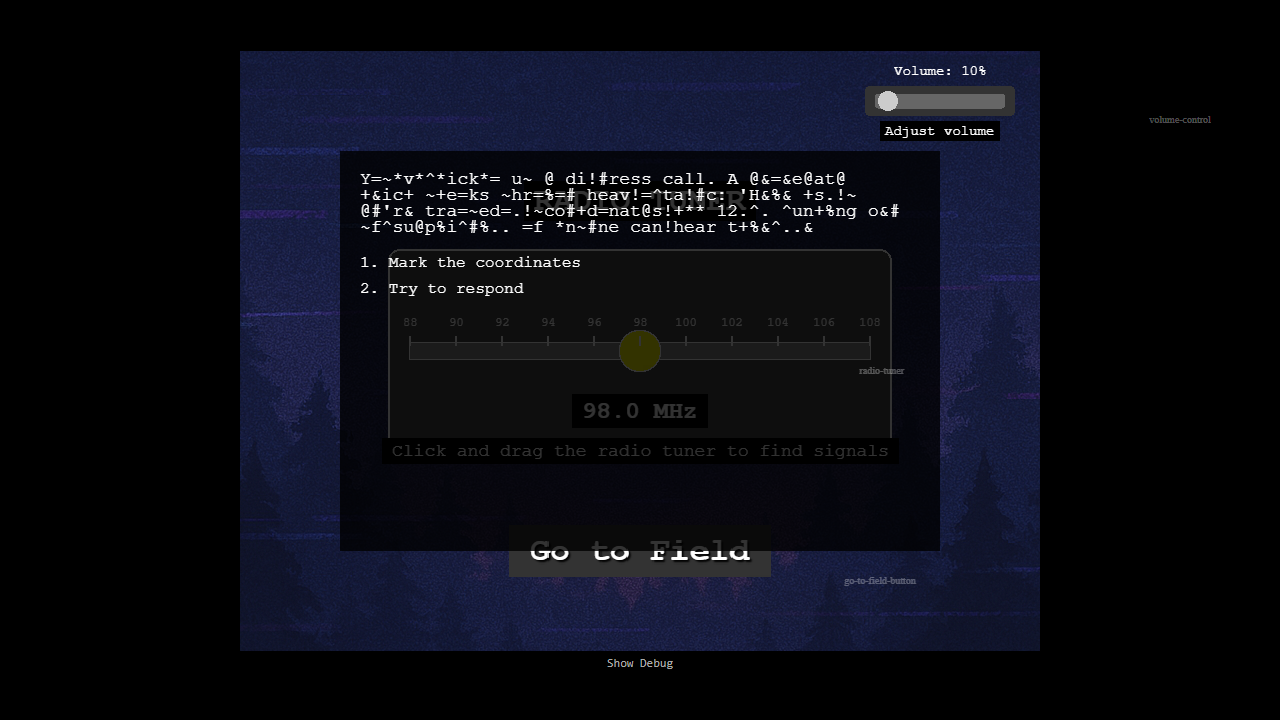 Volume: 10%
Adjust volume
volume-control
RADIO TUNER
Y=~*v*^*ick*= u~ @ di!#ress call. A @&=&e@at@
+&ic+ ~+e=ks ~hr=%=# heav!=^ta!#c: 'H&%& +s.!~
@#'r& tra=~ed=.!~co#+d=nat@s!+** 12.^. ^un+%ng o&#
~f^su@p%i^#%.. =f *n~#ne can!hear t+%&^..&
1. Mark the coordinates
2. Try to respond
88 90 92 94 96 98 100 102 104 106 108
radio-tuner
98.0 MHz
Click and drag the radio tuner to find signals
Go to Field
go-to-field-button
Show Debug